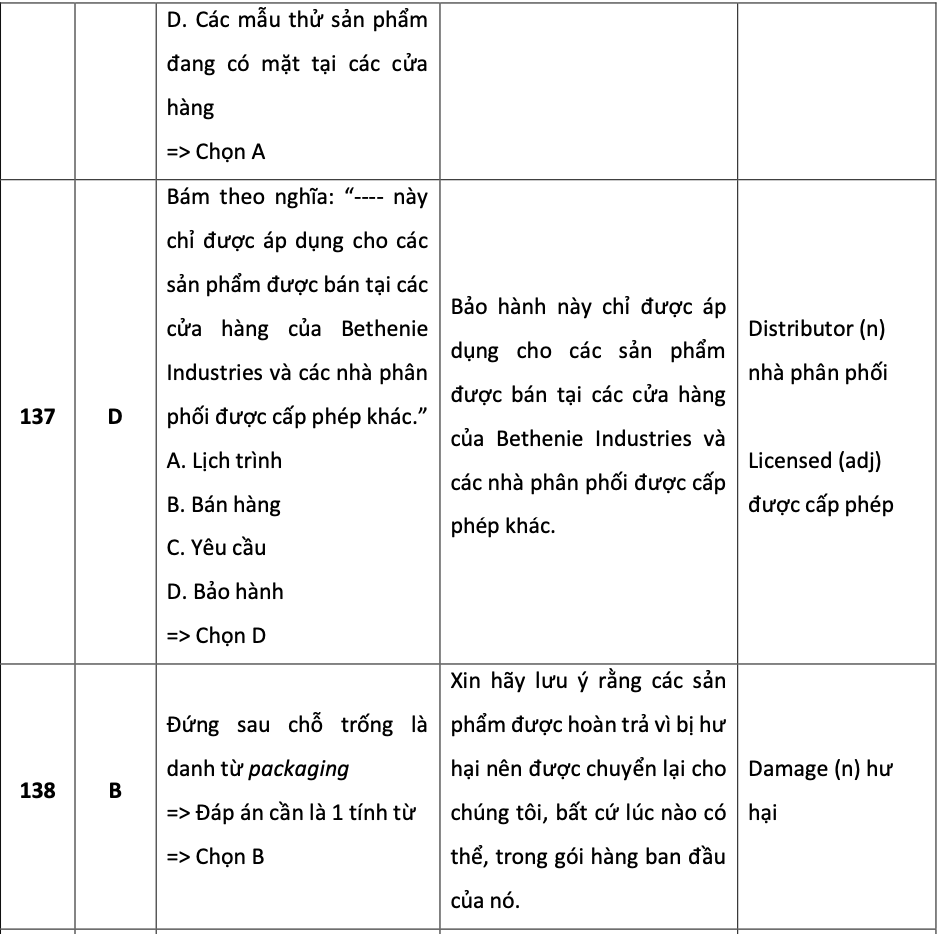 D. Các mẫu thử sản phẩm
đang có mặt tại các cửa
hàng
=> Chọn A
137
D
Bám theo nghĩa: “---- này
chỉ được áp dụng cho các
sản phẩm được bán tại các
cửa hàng của Bethenie
Industries và các nhà phân
phối được cấp phép khác.”
A. Lịch trình
B. Bán hàng
C. Yêu cầu
D. Bảo hành
=> Chọn D
Bảo hành này chỉ được áp
dụng cho các sản phẩm
được bán tại các cửa hàng
của Bethenie Industries và
các nhà phân phối được cấp
phép khác.
Distributor (n)
nhà phân phối
Licensed (adj)
được cấp phép
138
B
Đứng sau chỗ trống là
danh từ packaging
=> Đáp án cần là 1 tính từ
=> Chọn B
Xin hãy lưu ý rằng các sản
phẩm được hoàn trả vì bị hư
hại nên được chuyển lại cho
chúng tôi, bất cứ lúc nào có
thể, trong gói hàng ban đầu
của nó.
Damage (n) hư
hại